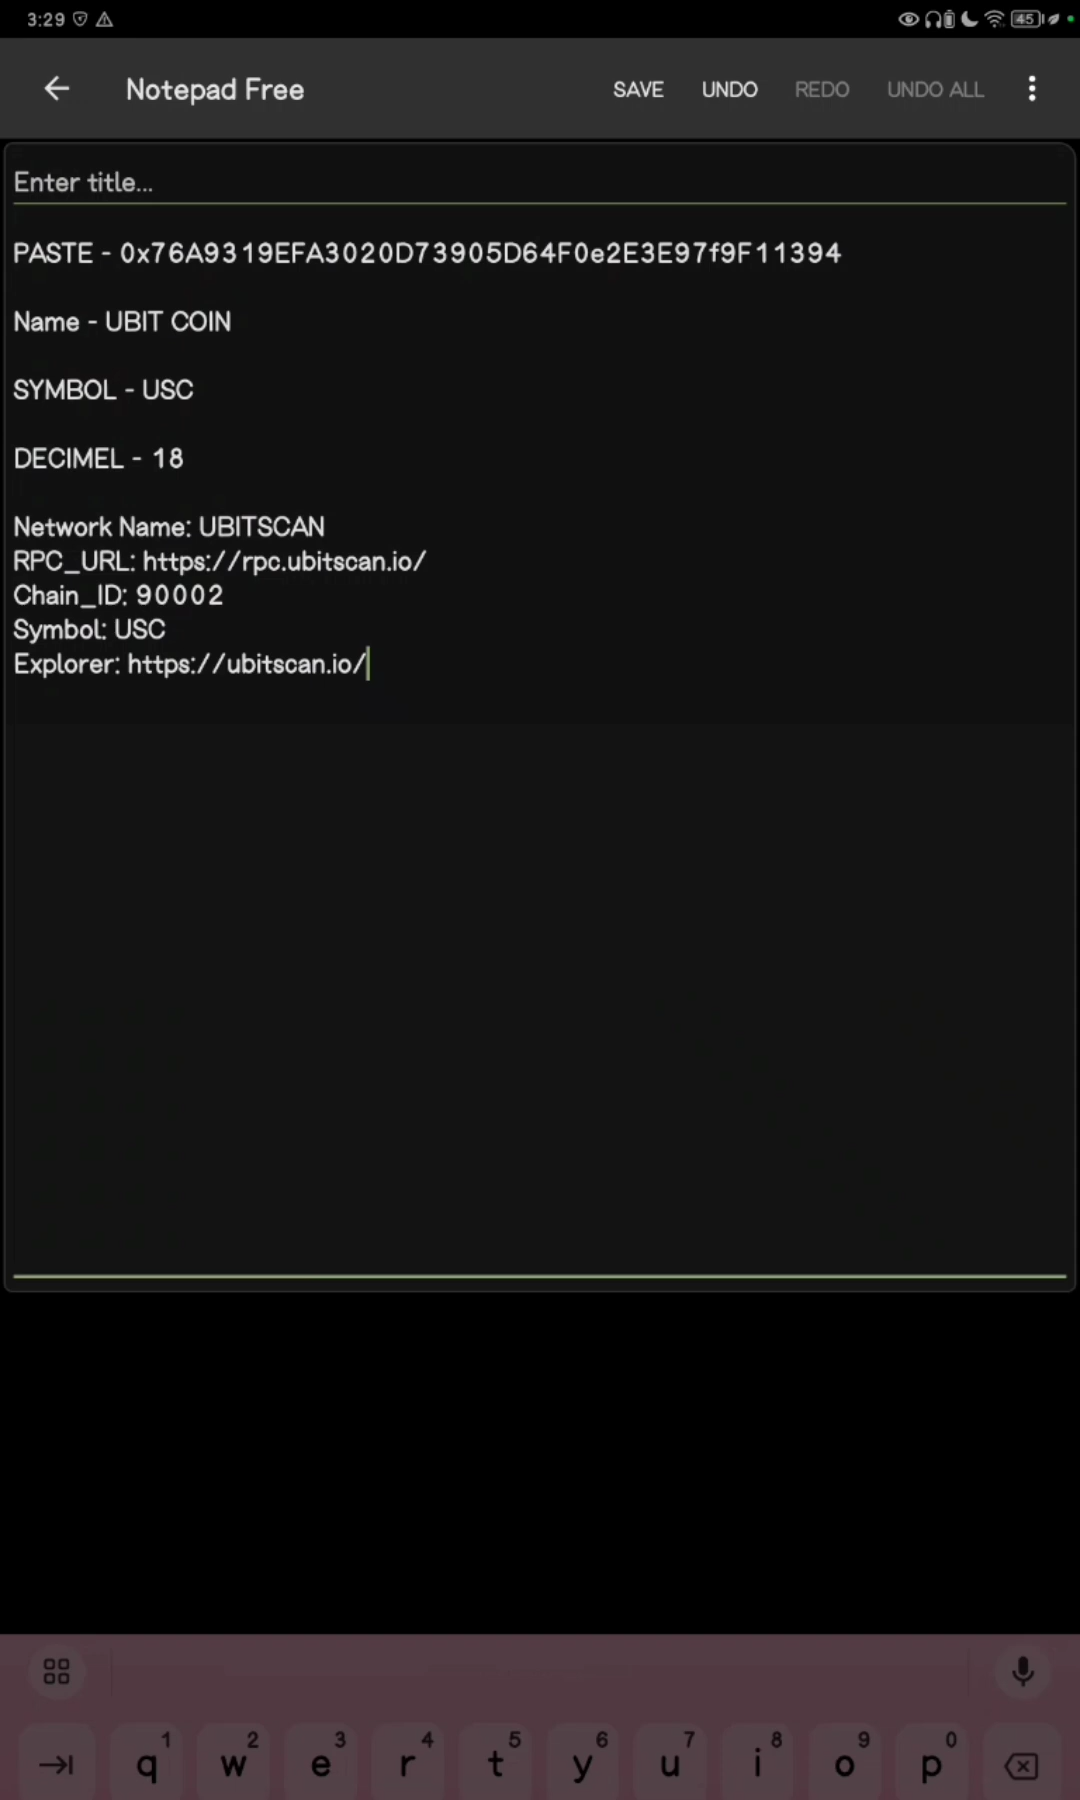 3:29 45
Notepad Free SAVE UNDO REDO UNDO ALL
Enter title...
PASTE - 0x76A9319EFA3020D73905D64F0e2E3E97f9F11394
Name - UBIT COIN
SYMBOL - USC
DECIMEL - 18
Network Name: UBITSCAN
RPC_URL: https://rpc.ubitscan.io/
Chain_ID: 90002
Symbol: USC
Explorer: https://ubitscan.io/
1 2 3 4 5 6 7 8 9 0
q w e r t y u i o p